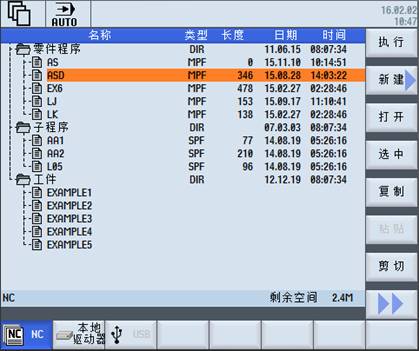 AUTO
16.02.02
10:47
名称 类型 长度 日期 时间
零件程序 DIR 11.06.15 08:07:34
AS MPF 0 15.11.10 10:14:51
ASD MPF 346 15.08.28 14:03:22
EX6 MPF 478 15.02.27 02:28:46
LJ MPF 153 15.09.17 11:10:41
LK MPF 138 15.02.27 02:28:46
子程序 DIR 07.03.03 08:07:34
AA1 SPF 77 14.08.19 05:26:16
AA2 SPF 210 14.08.19 05:26:16
L05 SPF 96 14.08.19 05:26:16
工件 DIR 12.12.19 08:07:34
EXAMPLE1
EXAMPLE2
EXAMPLE3
EXAMPLE4
EXAMPLE5
NC 剩余空间 2.4M
执行
新建
打开
选中
复制
粘贴
剪切
NC NC
本地
驱动器
USB